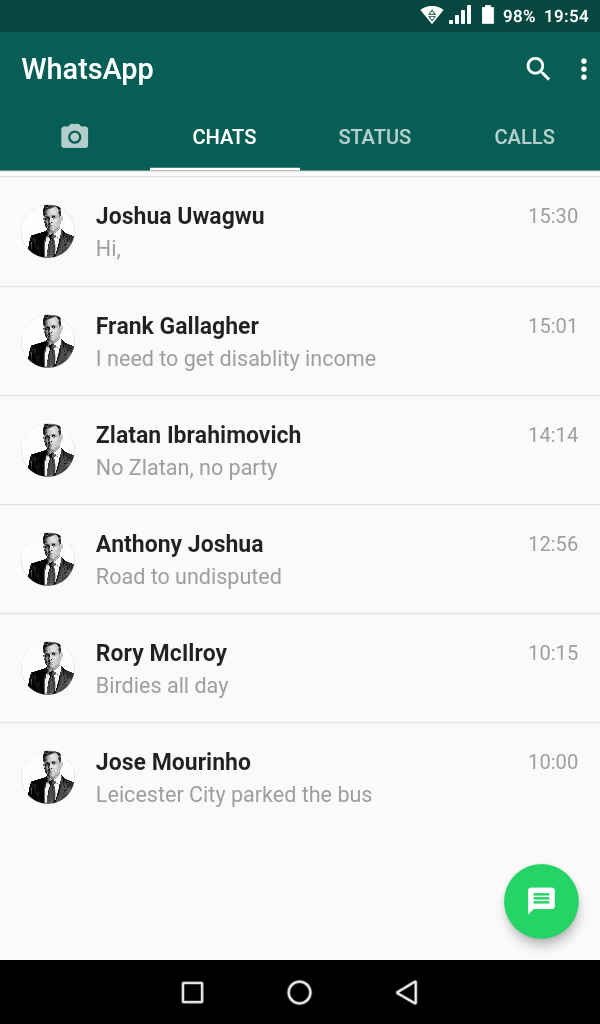 98% 19:54
WhatsApp
CHATS STATUS CALLS
Joshua Uwagwu 15:30
Hi,
Frank Gallagher 15:01
I need to get disablity income
Zlatan Ibrahimovich 14:14
No Zlatan, no party
Anthony Joshua 12:56
Road to undisputed
Rory McIlroy 10:15
Birdies all day
Jose Mourinho 10:00
Leicester City parked the bus